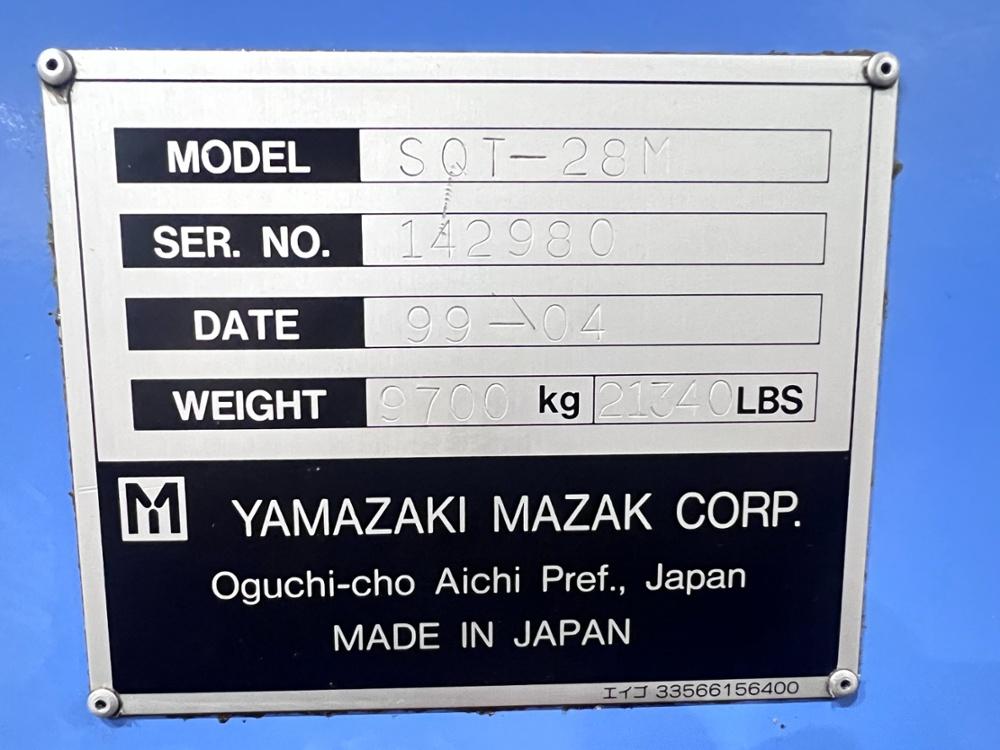 MODEL SQT-28M
SER. NO. 142980
DATE 99-04
WEIGHT 9700 kg 21340 LBS
M YAMAZAKI MAZAK CORP.
Oguchi-cho Aichi Pref., Japan
MADE IN JAPAN
エイゴ 33566156400